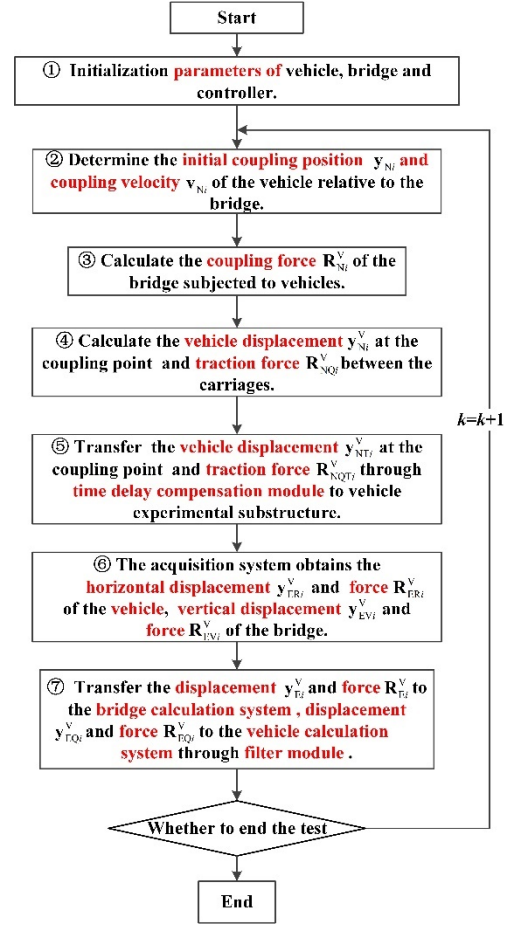 Start
① Initialization parameters of vehicle, bridge and
controller.
② Determine the initial coupling position y_Ni and
coupling velocity v_Ni of the vehicle relative to the
bridge.
③ Calculate the coupling force R^V_Ni of the
bridge subjected to vehicles.
④ Calculate the vehicle displacement y^V_Ni at the
coupling point and traction force R^V_NQi between the
carriages.
k=k+1
⑤ Transfer the vehicle displacement y^V_NTi at the
coupling point and traction force R^V_NQTi through
time delay compensation module to vehicle
experimental substructure.
⑥ The acquisition system obtains the
horizontal displacement y^V_ERi and force R^V_ERi
of the vehicle, vertical displacement y^V_EVi and
force R^V_EVi of the bridge.
⑦ Transfer the displacement y^V_Ei and force R^V_Ei to
the bridge calculation system , displacement
y^V_EQi and force R^V_EQi to the vehicle calculation
system through filter module .
Whether to end the test
End